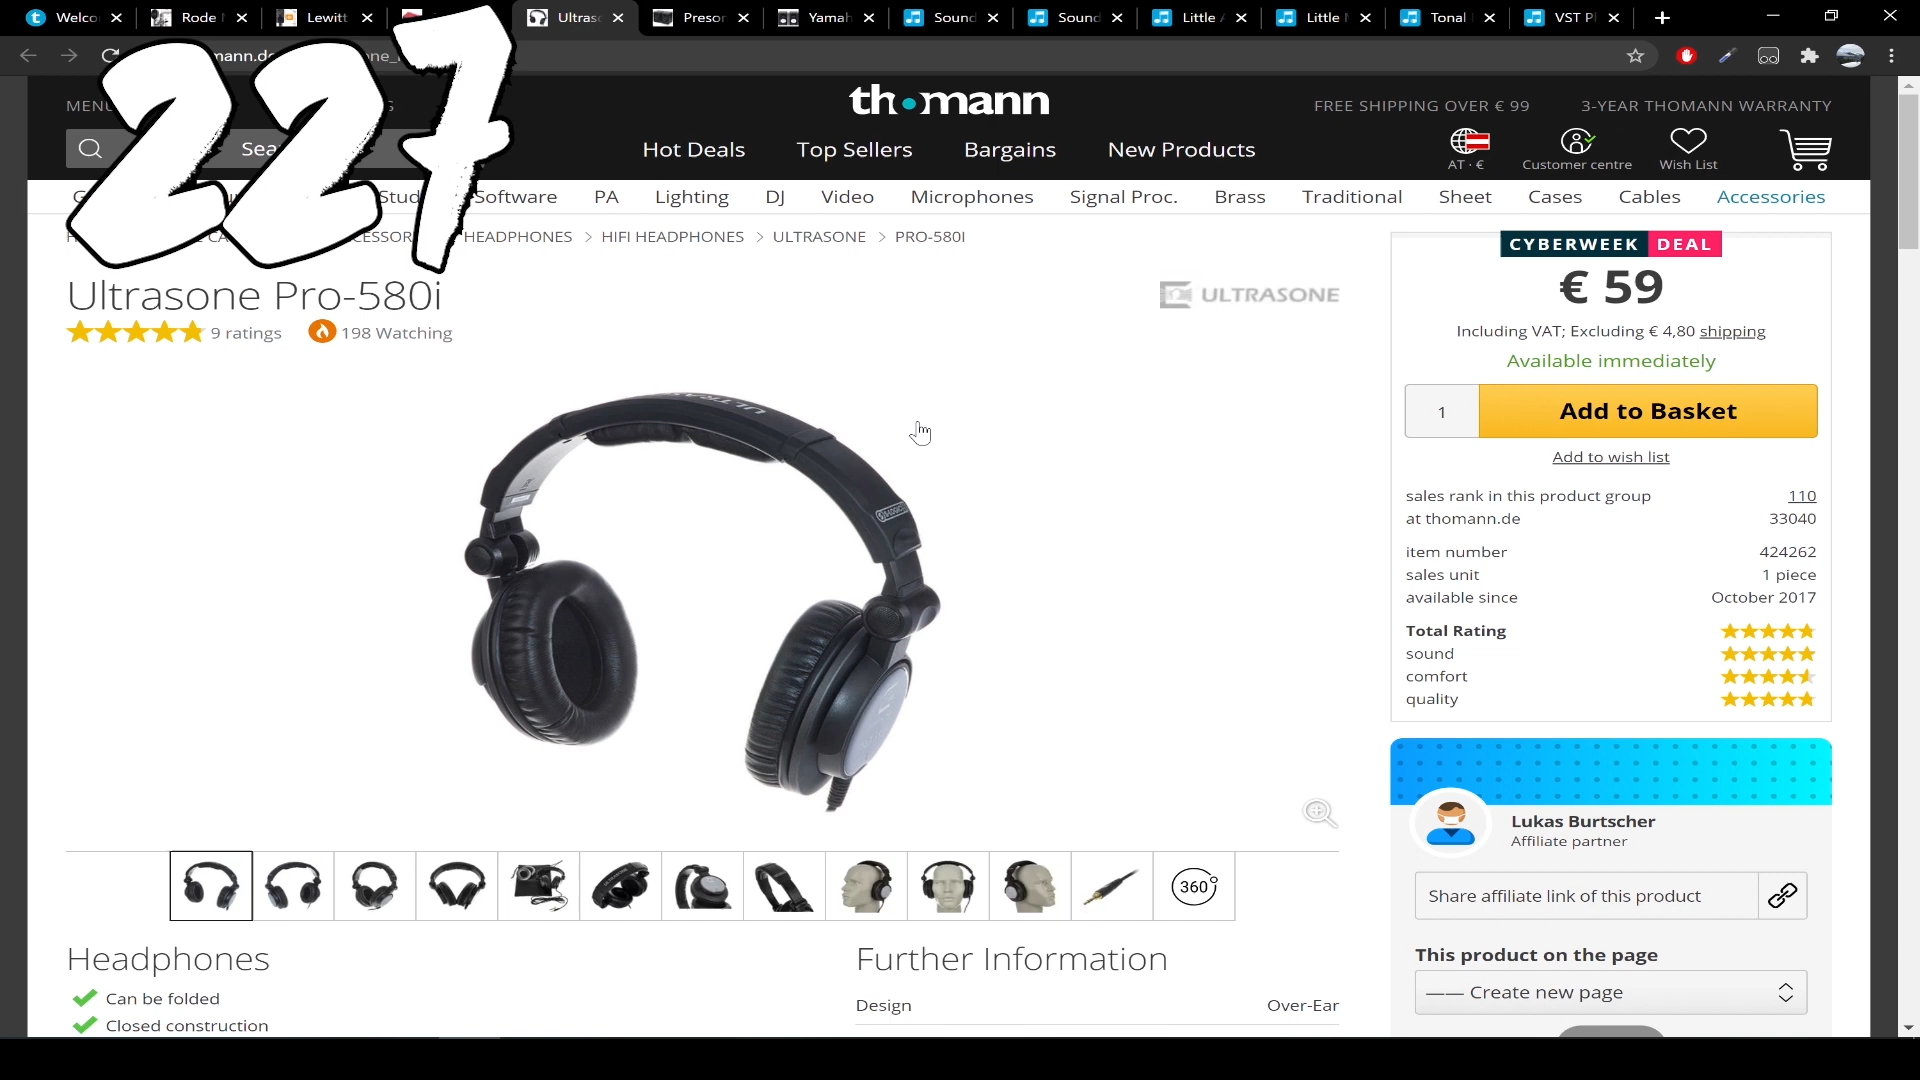 Welco
Rode
Lewitt
Ultraso
Presor
Yamah
Sound
Sound
Little
Little
Tonal
VST P
227
MENU
thomann
FREE SHIPPING OVER € 99
3-YEAR THOMANN WARRANTY
Hot Deals
Top Sellers
Bargains
New Products
AT · €
Customer centre
Wish List
Software
PA
Lighting
DJ
Video
Microphones
Signal Proc.
Brass
Traditional
Sheet
Cases
Cables
Accessories
HEADPHONES > HIFI HEADPHONES > ULTRASONE > PRO-580I
Ultrasone Pro-580i
9 ratings
198 Watching
ULTRASONE
CYBERWEEK DEAL
€ 59
Including VAT; Excluding € 4,80 shipping
Available immediately
1
Add to Basket
Add to wish list
sales rank in this product group 110
at thomann.de 33040
item number 424262
sales unit 1 piece
available since October 2017
Total Rating
sound
comfort
quality
Lukas Burtscher
Affiliate partner
Share affiliate link of this product
This product on the page
—— Create new page
360°
Headphones
Can be folded
Closed construction
Further Information
Design Over-Ear